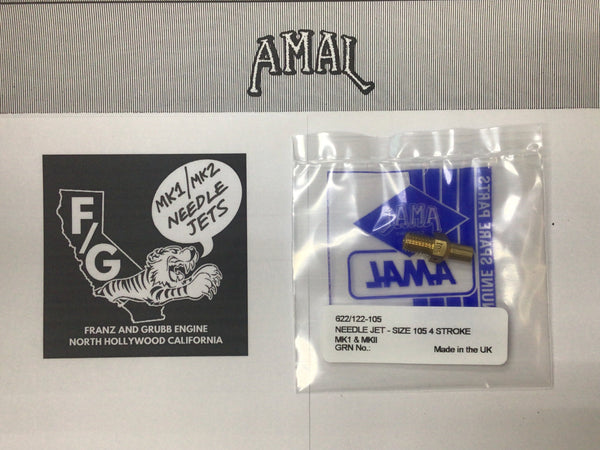 AMAL
MK1/MK2
NEEDLE
JETS
F/G
FRANZ AND GRUBB ENGINE
NORTH HOLLYWOOD CALIFORNIA
AMAL
AMAL
GENUINE SPARE PARTS
622/122-105
NEEDLE JET - SIZE 105 4 STROKE
MK1 & MKII
GRN No.: Made in the UK